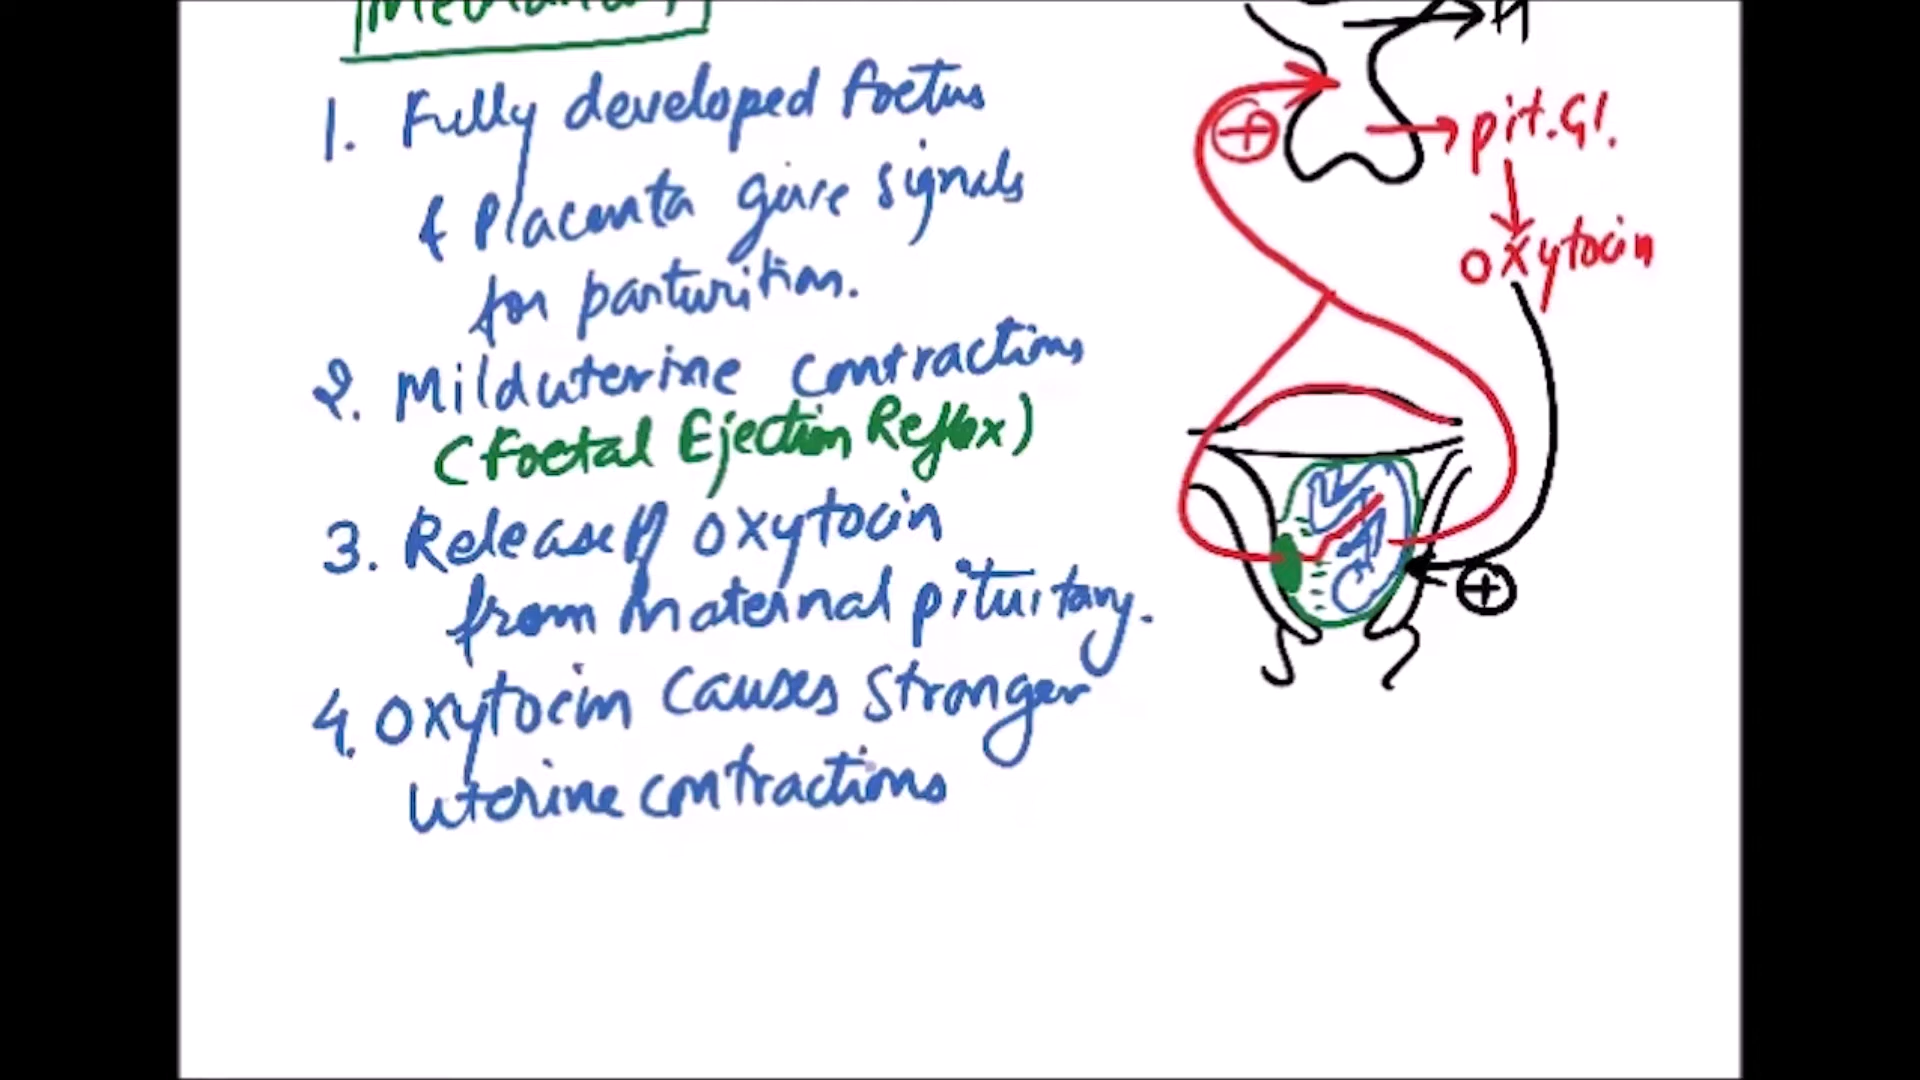 1. Fully developed foetus
& Placenta give signals
for parturition.
2. Mild uterine contractions
(Foetal Ejection Reflex)
3. Release of oxytocin
from maternal pituitary.
4. Oxytocin causes stronger
uterine contractions
H
+
pit.Gl.
oxytocin
+